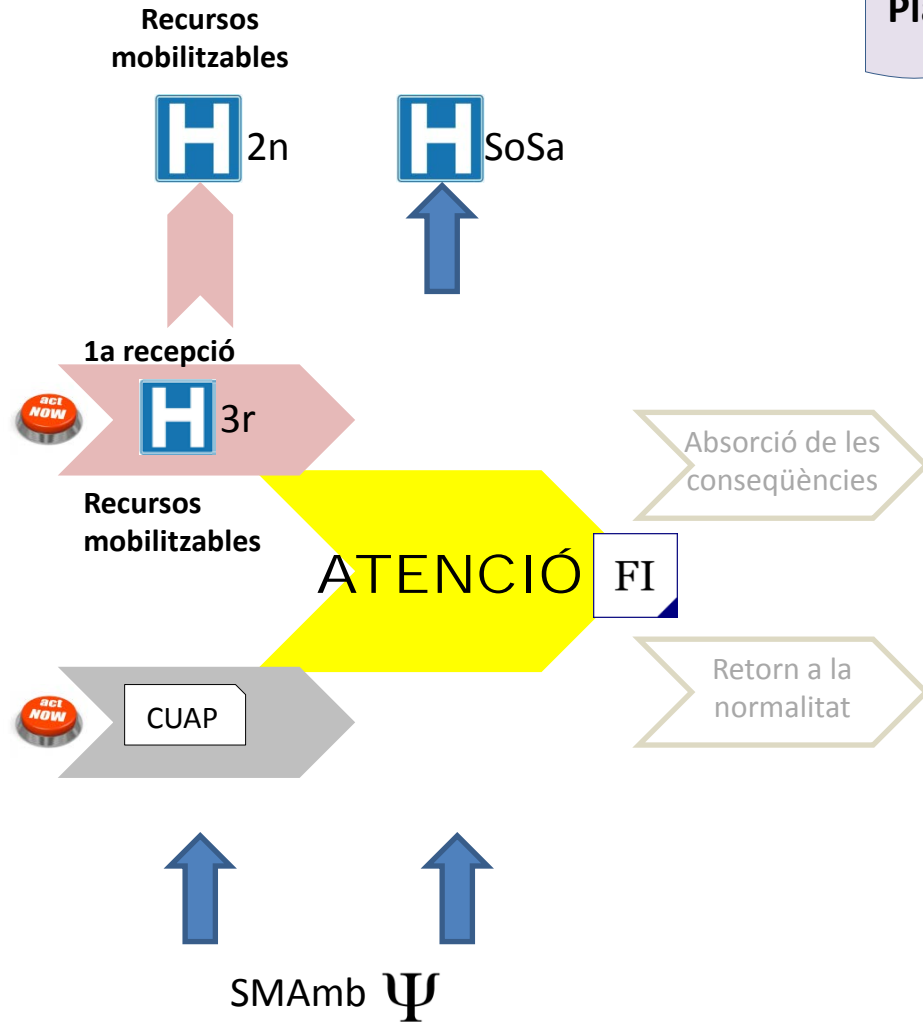 Recursos
mobilitzables
H 2n
H SoSa
1a recepció
act
NOW
H 3r
Recursos
mobilitzables
Absorció de les
conseqüències
ATENCIÓ FI
Retorn a la
normalitat
act
NOW
CUAP
SMAmb Ψ